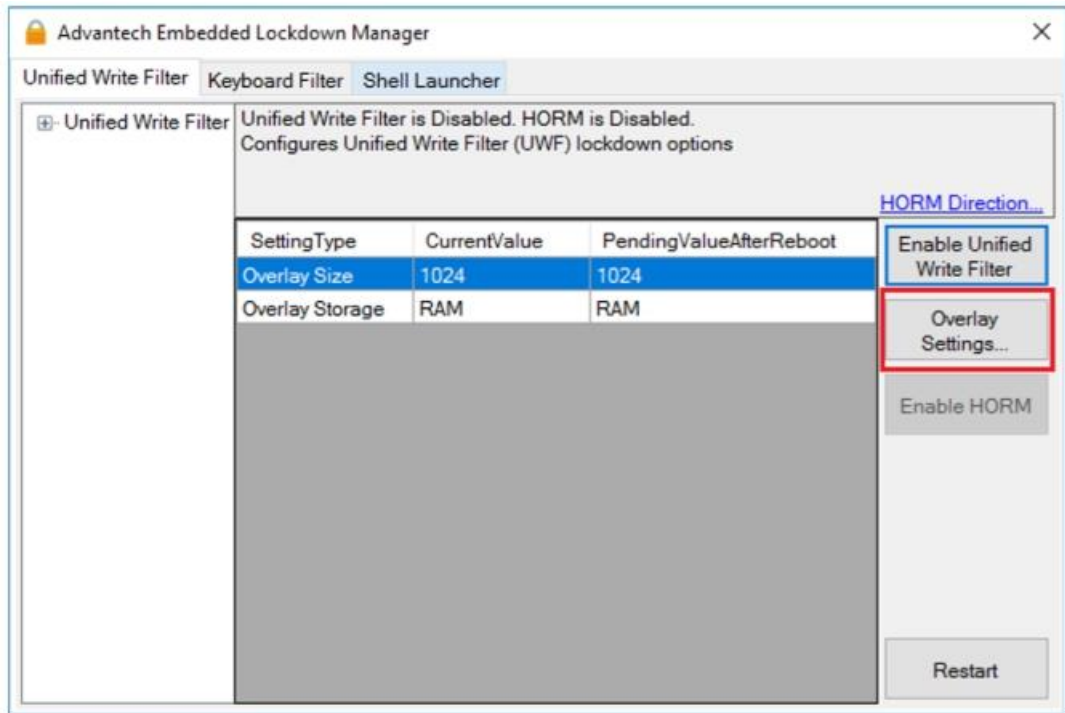 Advantech Embedded Lockdown Manager
Unified Write Filter Keyboard Filter Shell Launcher
Unified Write Filter
Unified Write Filter is Disabled. HORM is Disabled.
Configures Unified Write Filter (UWF) lockdown options
HORM Direction...
SettingType CurrentValue PendingValueAfterReboot
Overlay Size 1024 1024
Overlay Storage RAM RAM
Enable Unified
Write Filter
Overlay
Settings...
Enable HORM
Restart